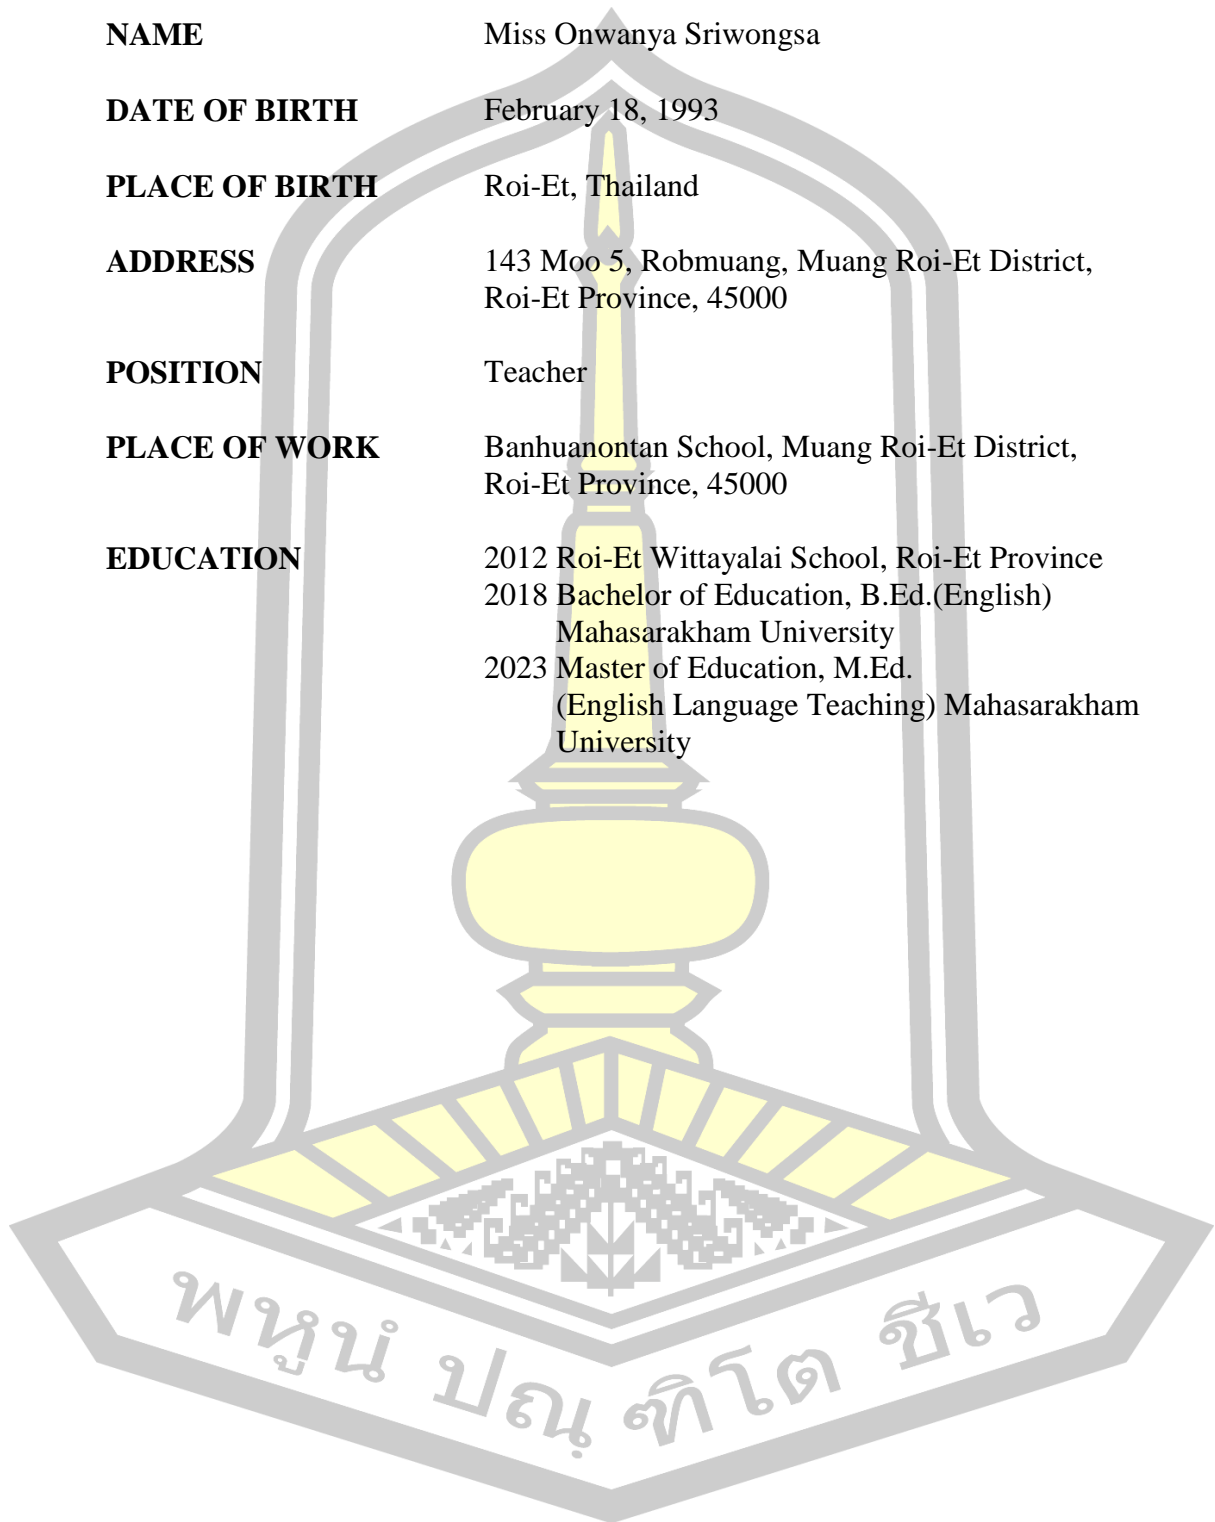 NAME Miss Onwanya Sriwongsa
DATE OF BIRTH February 18, 1993
PLACE OF BIRTH Roi-Et, Thailand
ADDRESS 143 Moo 5, Robmuang, Muang Roi-Et District,
Roi-Et Province, 45000
POSITION Teacher
PLACE OF WORK Banhuanontan School, Muang Roi-Et District,
Roi-Et Province, 45000
EDUCATION 2012 Roi-Et Wittayalai School, Roi-Et Province
2018 Bachelor of Education, B.Ed.(English)
Mahasarakham University
2023 Master of Education, M.Ed.
(English Language Teaching) Mahasarakham
University
พหูนํ ปณฺ ฑิโต ชีเว